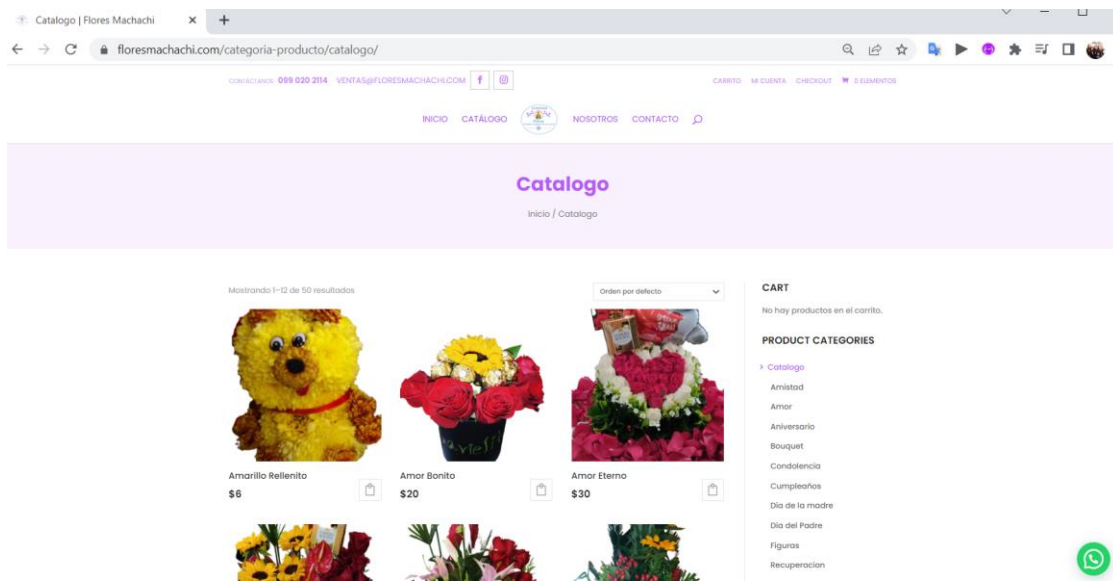 Catalogo | Flores Machachi
floresmachachi.com/categoria-producto/catalogo/
CONTÁCTANOS: 099 020 2114 VENTAS@FLORESMACHACHI.COM
CARRITO MI CUENTA CHECKOUT 0 ELEMENTOS
INICIO CATÁLOGO NOSOTROS CONTACTO
Catalogo
Inicio / Catalogo
Mostrando 1–12 de 50 resultados
Orden por defecto
Amarillo Rellenito
$6
Amor Bonito
$20
Amor Eterno
$30
CART
No hay productos en el carrito.
PRODUCT CATEGORIES
Catalogo
Amistad
Amor
Aniversario
Bouquet
Condolencia
Cumpleaños
Dia de la madre
Dia del Padre
Figuras
Recuperacion